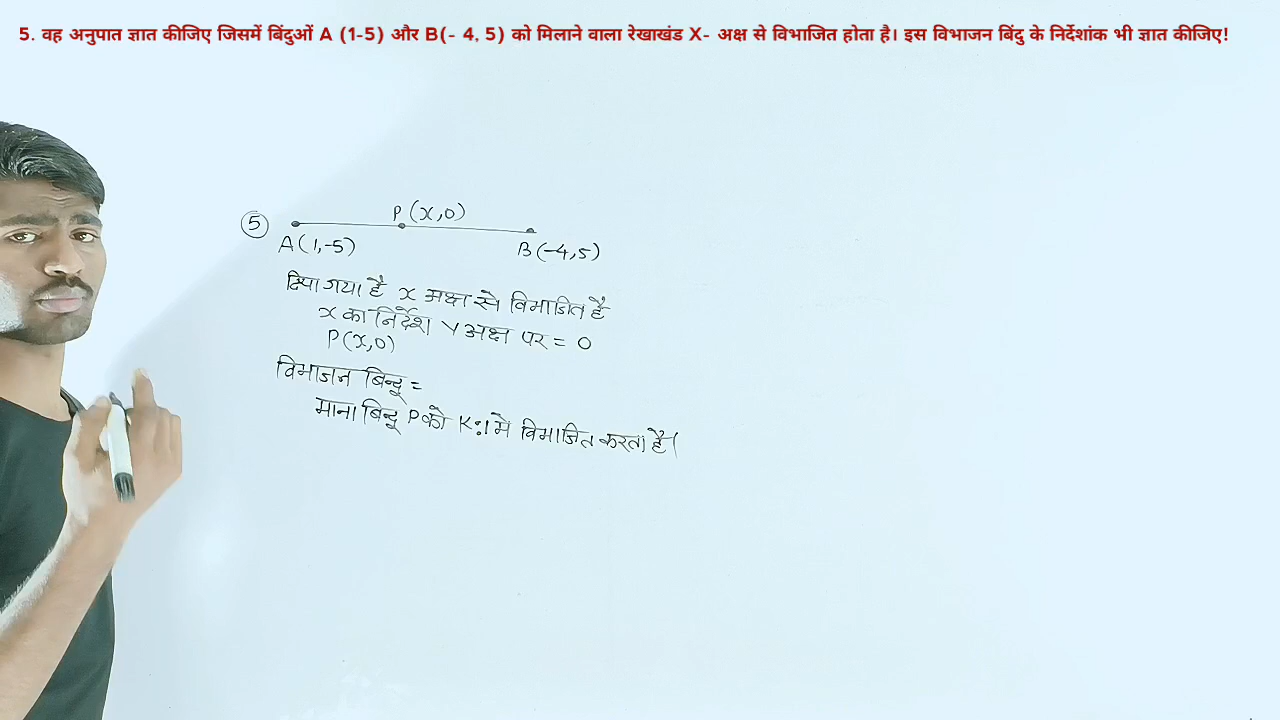 5. वह अनुपात ज्ञात कीजिए जिसमें बिंदुओं A (1-5) और B(- 4, 5) को मिलाने वाला रेखाखंड X- अक्ष से विभाजित होता है। इस विभाजन बिंदु के निर्देशांक भी ज्ञात कीजिए!
5 P(x,0)
A(1,-5) B(-4,5)
दिया गया है x अक्ष से विभाजित है
x का निर्देश y अक्ष पर = 0
P(x,0)
विभाजन बिन्दू =
माना बिन्दू P को K:1 मे विभाजित करता है।